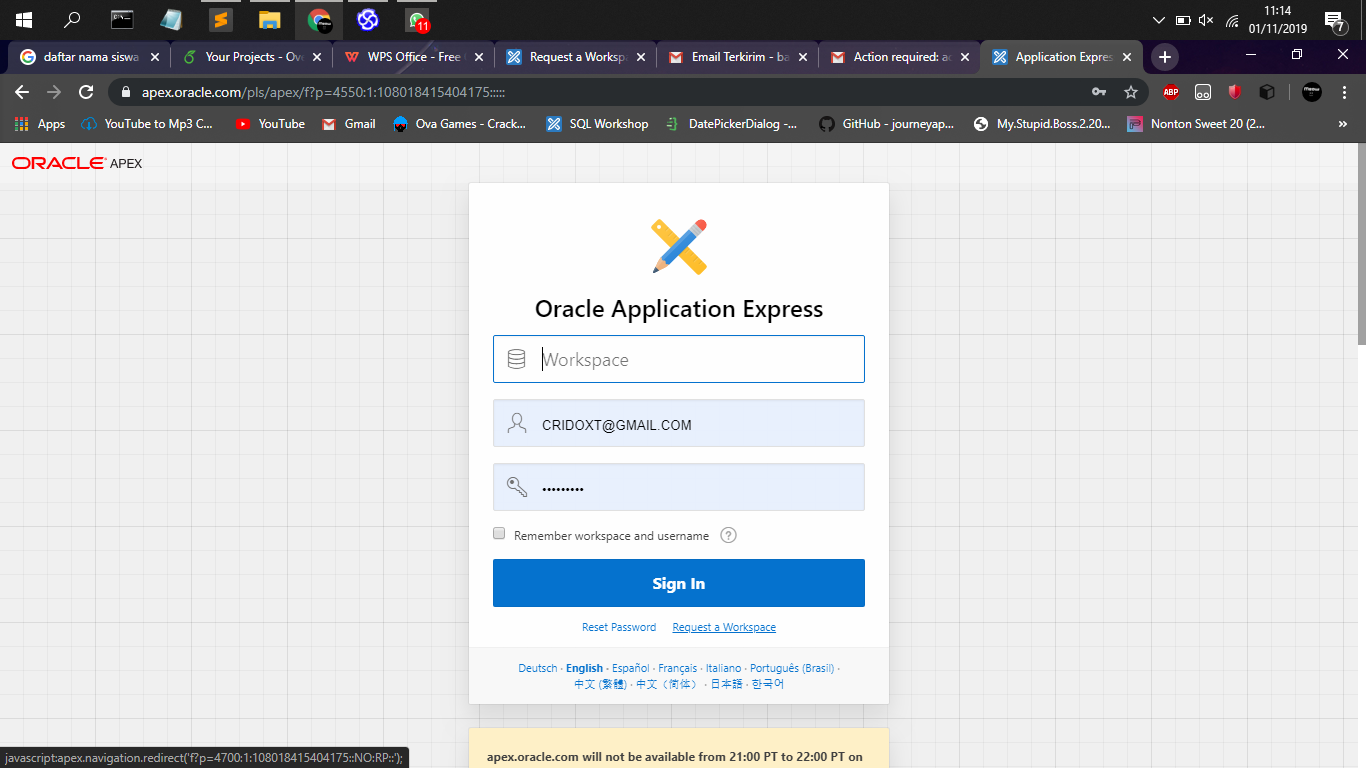 11:14
11
01/11/2019
7
daftar nama siswa
Your Projects - Ove
WPS Office - Free
Request a Workspa
Email Terkirim - ba
Action required: ac
Application Expres
apex.oracle.com/pls/apex/f?p=4550:1:108018415404175:::::
ABP
Apps
YouTube to Mp3 C...
YouTube
Gmail
Ova Games - Crack...
SQL Workshop
DatePickerDialog -...
GitHub - journeyap...
My.Stupid.Boss.2.20...
Nonton Sweet 20 (2...
»
ORACLE APEX
Oracle Application Express
Workspace
CRIDOXT@GMAIL.COM
•••••••••
Remember workspace and username ?
Sign In
Reset Password Request a Workspace
Deutsch · English · Español · Français · Italiano · Português (Brasil) ·
中文 (繁體) · 中文（简体） · 日本語 · 한국어
apex.oracle.com will not be available from 21:00 PT to 22:00 PT on
javascript:apex.navigation.redirect('f?p=4700:1:108018415404175::NO:RP::');